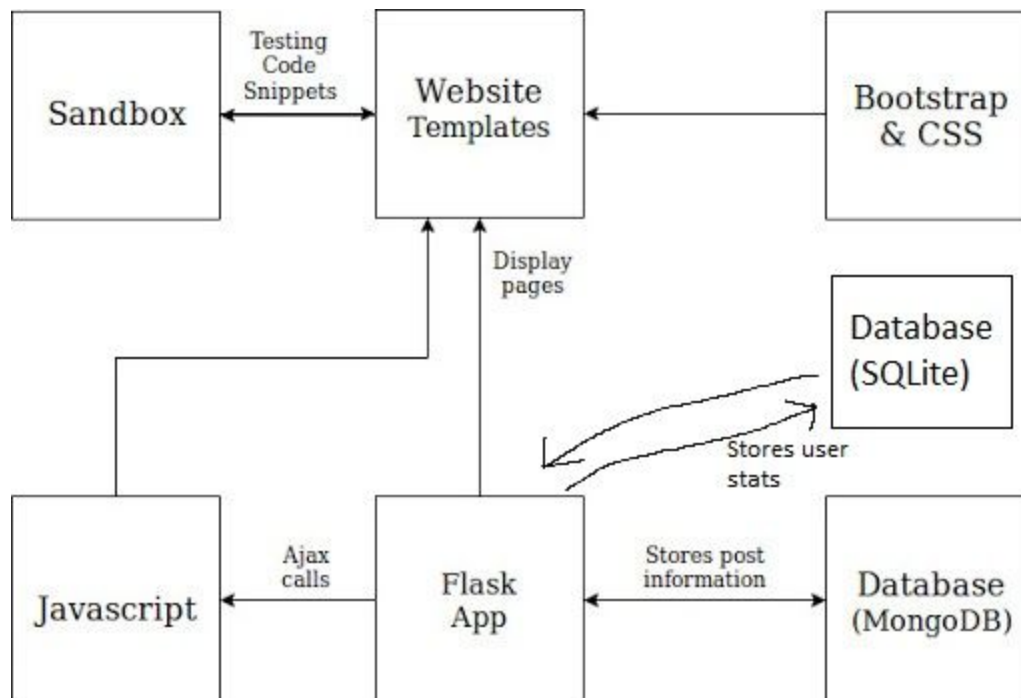 Testing
Code
Snippets
Sandbox
Website
Templates
Bootstrap
& CSS
Display
pages
Database
(SQLite)
Stores user
stats
Javascript
Ajax
calls
Flask
App
Stores post
information
Database
(MongoDB)